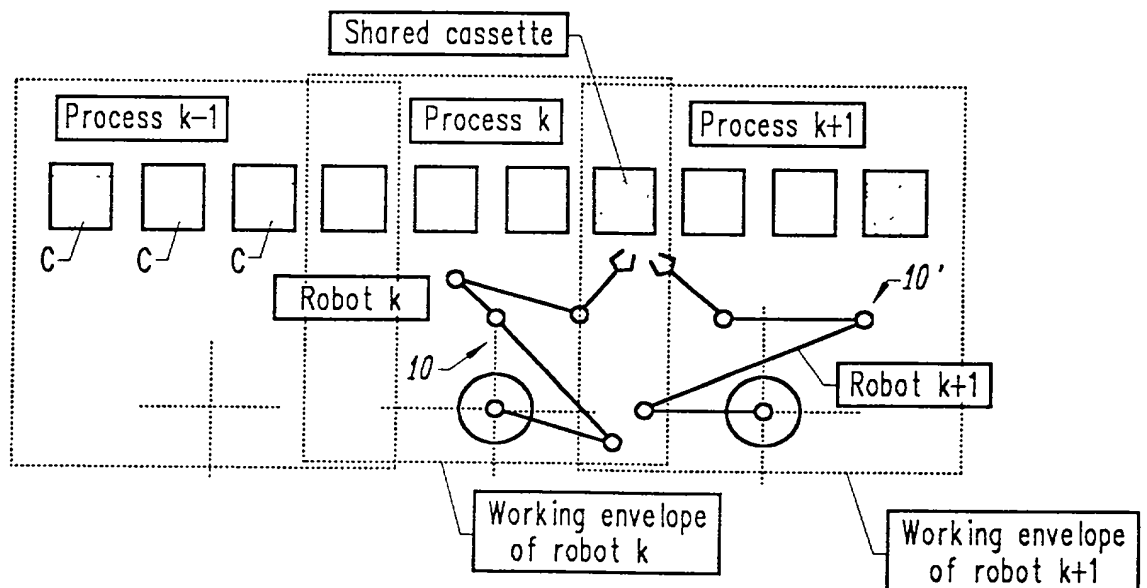 Shared cassette
Process k-1
Process k
Process k+1
C
C
C
Robot k
10'
10
Robot k+1
Working envelope
of robot k
Working envelope
of robot k+1